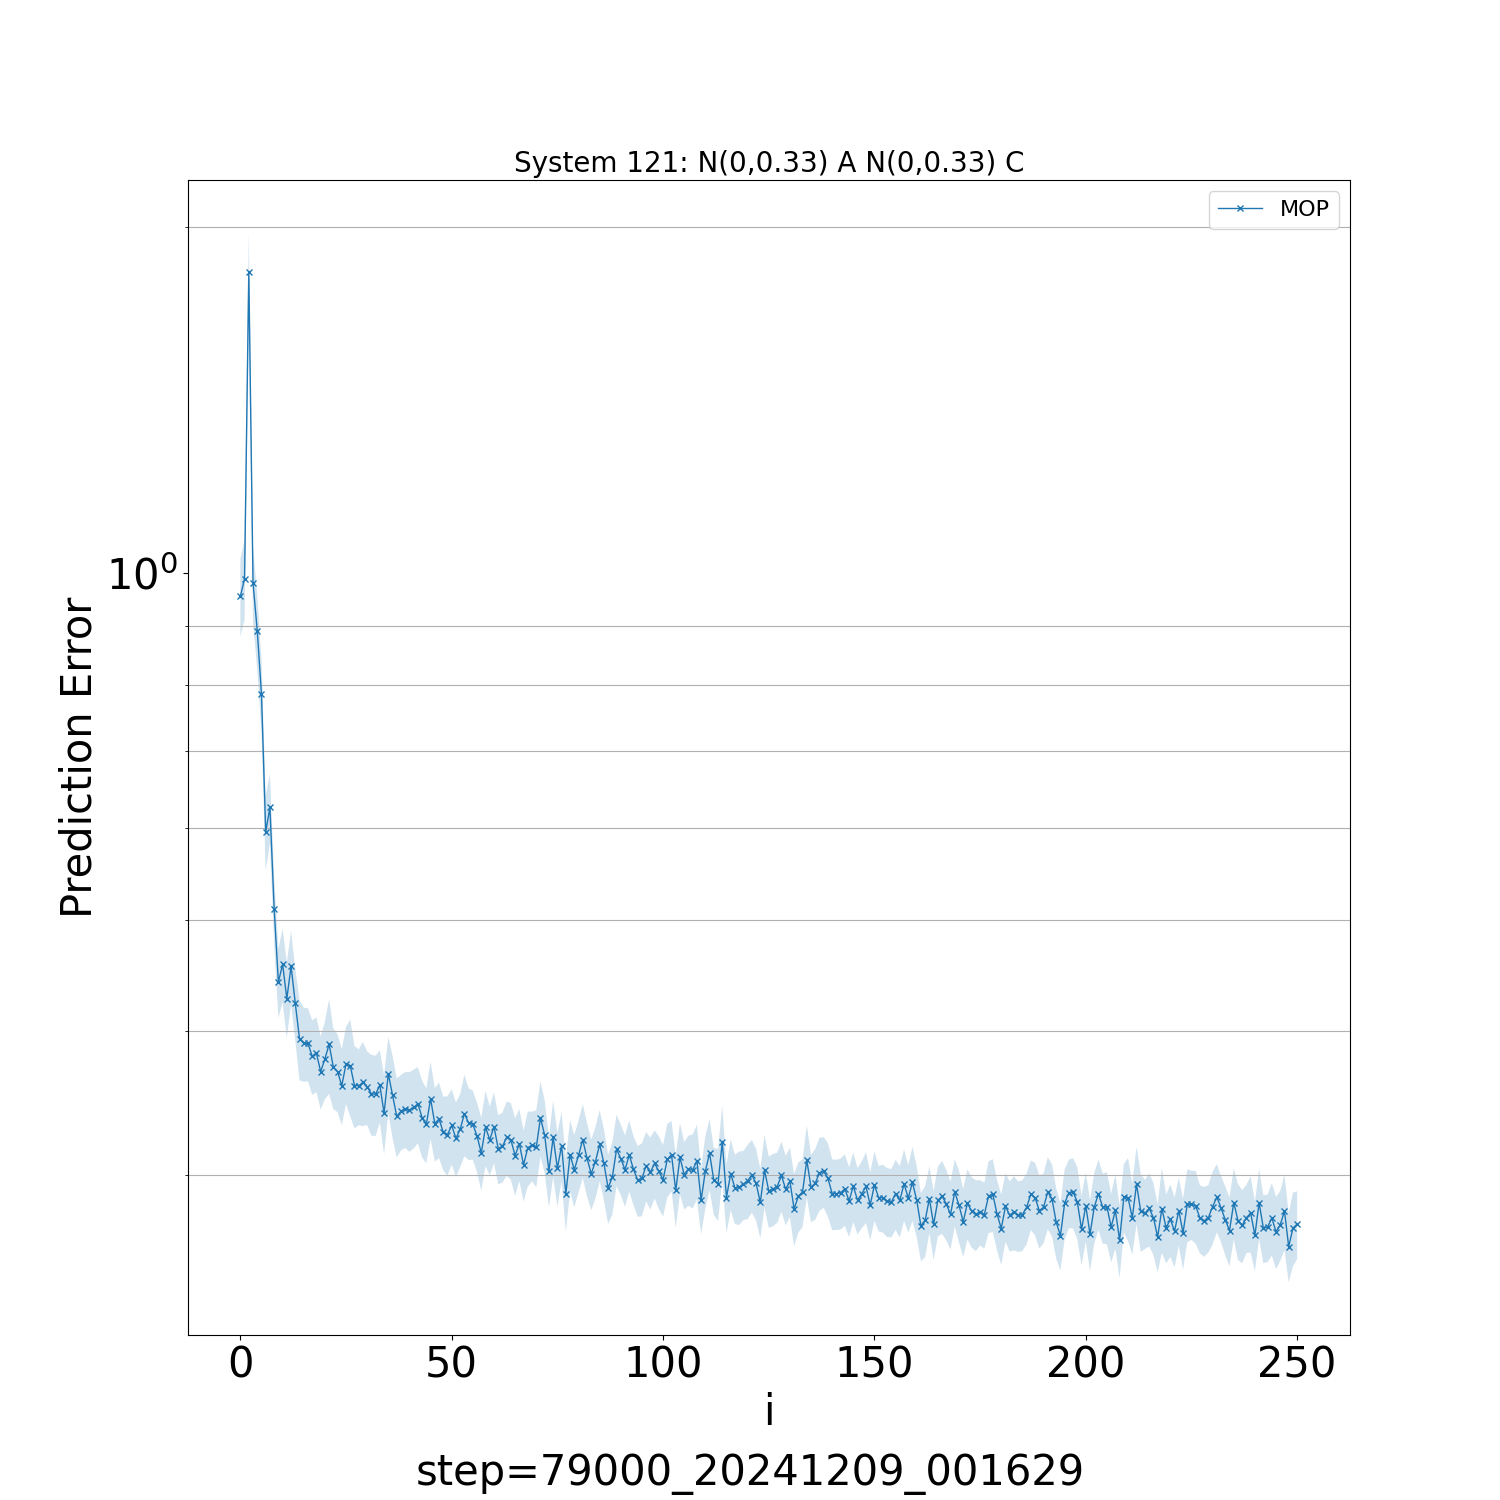 System 121: N(0,0.33) A N(0,0.33) C
MOP
10⁰
Prediction Error
0 50 100 150 200 250
i
step=79000_20241209_001629